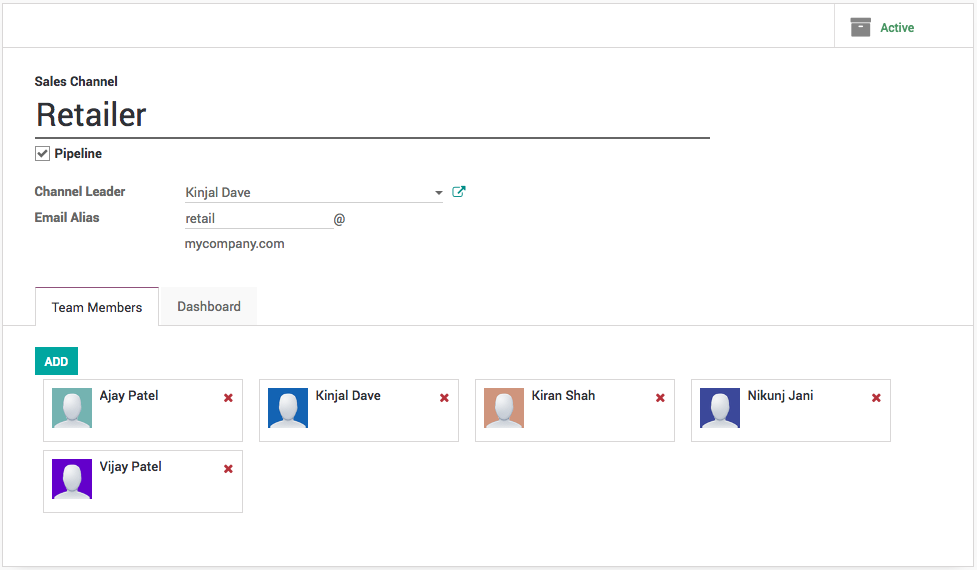 Active
Sales Channel
Retailer
Pipeline
Channel Leader Kinjal Dave
Email Alias retail @
mycompany.com
Team Members Dashboard
ADD
Ajay Patel Kinjal Dave Kiran Shah Nikunj Jani
Vijay Patel